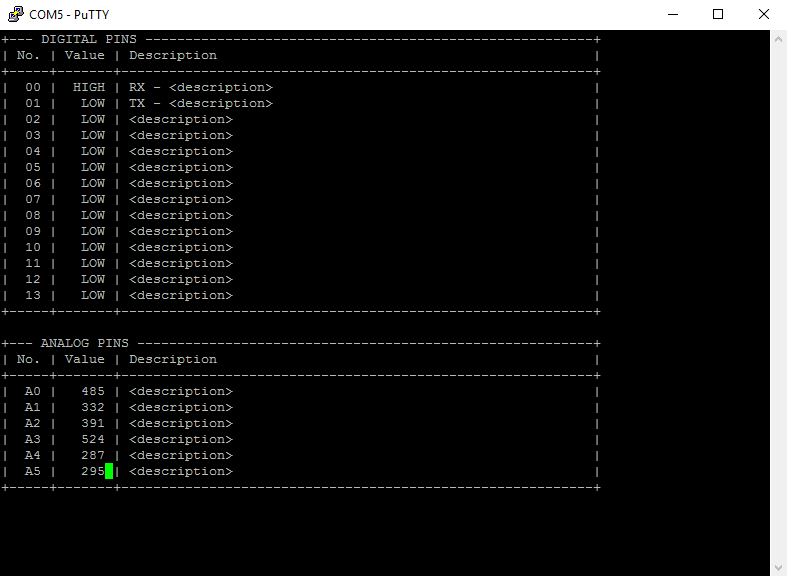 COM5 - PuTTY
+--- DIGITAL PINS --------------------------------------------------------+
| No. | Value | Description                                               |
+-----+-------+-----------------------------------------------------------+
|  00 |  HIGH | RX - <description>                                        |
|  01 |   LOW | TX - <description>                                        |
|  02 |   LOW | <description>                                             |
|  03 |   LOW | <description>                                             |
|  04 |   LOW | <description>                                             |
|  05 |   LOW | <description>                                             |
|  06 |   LOW | <description>                                             |
|  07 |   LOW | <description>                                             |
|  08 |   LOW | <description>                                             |
|  09 |   LOW | <description>                                             |
|  10 |   LOW | <description>                                             |
|  11 |   LOW | <description>                                             |
|  12 |   LOW | <description>                                             |
|  13 |   LOW | <description>                                             |
+-----+-------+-----------------------------------------------------------+
+--- ANALOG PINS ---------------------------------------------------------+
| No. | Value | Description                                               |
+-----+-------+-----------------------------------------------------------+
|  A0 |   485 | <description>                                             |
|  A1 |   332 | <description>                                             |
|  A2 |   391 | <description>                                             |
|  A3 |   524 | <description>                                             |
|  A4 |   287 | <description>                                             |
|  A5 |   295 | <description>                                             |
+-----+-------+-----------------------------------------------------------+